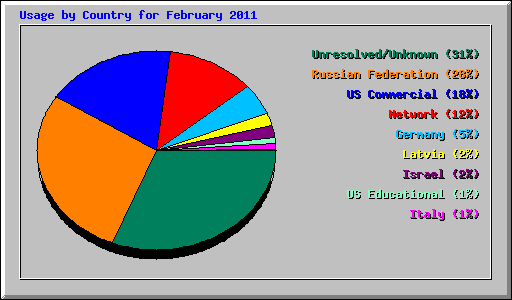 Usage by Country for February 2011
Unresolved/Unknown (31%)
Russian Federation (28%)
US Commercial (18%)
Network (12%)
Germany (5%)
Latvia (2%)
Israel (2%)
US Educational (1%)
Italy (1%)